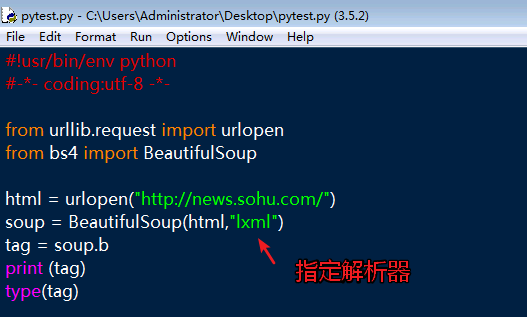 pytest.py - C:\Users\Administrator\Desktop\pytest.py (3.5.2)
File Edit Format Run Options Window Help
#!usr/bin/env python
#-*- coding:utf-8 -*-
from urllib.request import urlopen
from bs4 import BeautifulSoup
html = urlopen("http://news.sohu.com/")
soup = BeautifulSoup(html,"lxml")
tag = soup.b
print (tag)
指定解析器
type(tag)